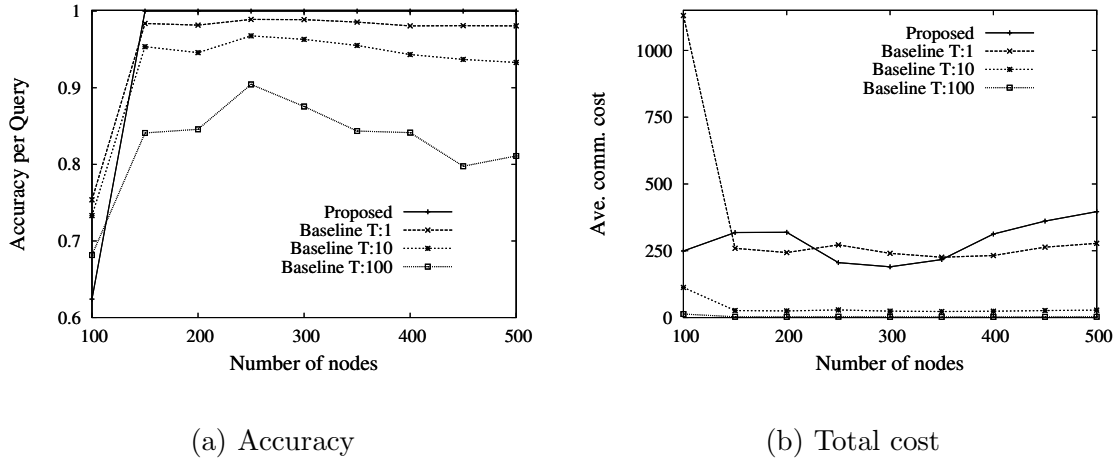 1
0.9
0.8
0.7
0.6
100
200
300
400
500
Accuracy per Query
Number of nodes
Proposed
Baseline T:1
Baseline T:10
Baseline T:100
(a) Accuracy
1000
750
500
250
0
100
200
300
400
500
Ave. comm. cost
Number of nodes
Proposed
Baseline T:1
Baseline T:10
Baseline T:100
(b) Total cost